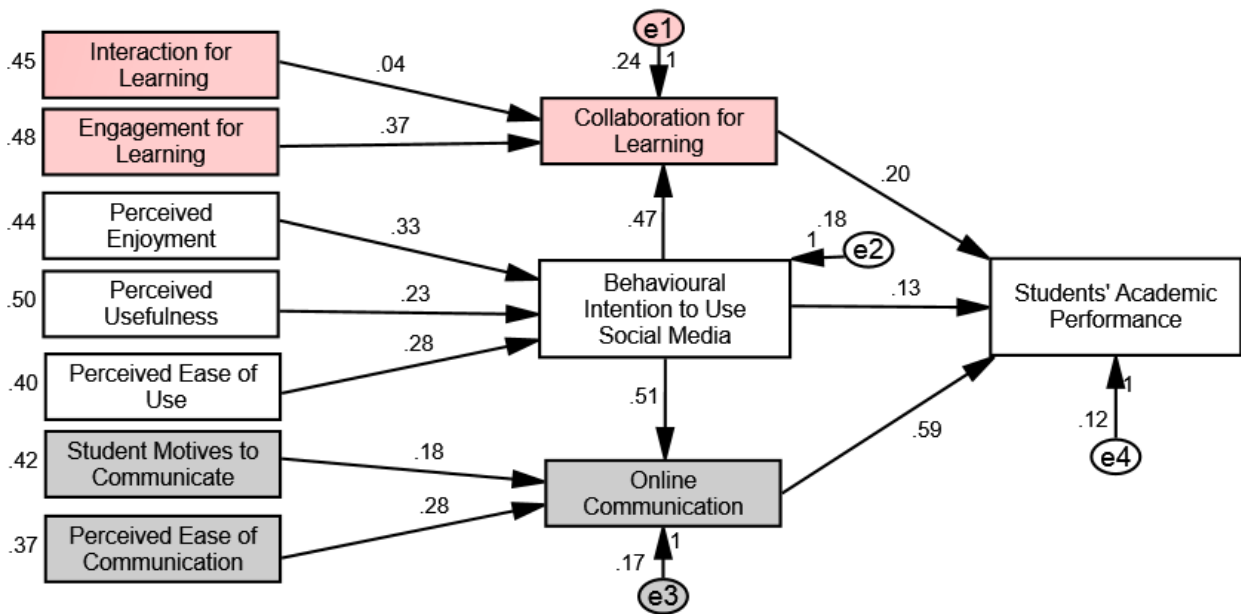 e1
.45
Interaction for
Learning
.04
.24
1
.48
Engagement for
Learning
.37
Collaboration for
Learning
.20
.44
Perceived
Enjoyment
.33
.47
.18
1
e2
.50
Perceived
Usefulness
.23
Behavioural
Intention to Use
Social Media
.13
Students' Academic
Performance
.40
Perceived Ease of
Use
.28
.51
1
.12
e4
.42
Student Motives to
Communicate
.18
.59
Online
Communication
.37
Perceived Ease of
Communication
.28
.17
1
e3